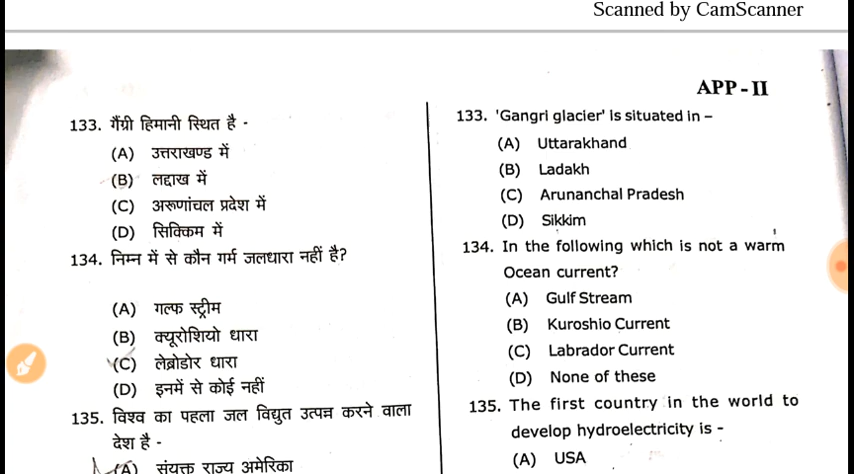 Scanned by CamScanner
APP-II
133. गैंग्री हिमानी स्थित है -
(A) उत्तराखण्ड में
(B) लद्दाख में
(C) अरूणांचल प्रदेश में
(D) सिक्किम में
134. निम्न में से कौन गर्म जलधारा नहीं है?
(A) गल्फ स्ट्रीम
(B) क्यूरोशियो धारा
(C) लेब्रोडोर धारा
(D) इनमें से कोई नहीं
135. विश्व का पहला जल विद्युत उत्पन्न करने वाला
देश है -
(A) संयुक्त राज्य अमेरिका
133. 'Gangri glacier' is situated in –
(A) Uttarakhand
(B) Ladakh
(C) Arunanchal Pradesh
(D) Sikkim
134. In the following which is not a warm
Ocean current?
(A) Gulf Stream
(B) Kuroshio Current
(C) Labrador Current
(D) None of these
135. The first country in the world to
develop hydroelectricity is -
(A) USA